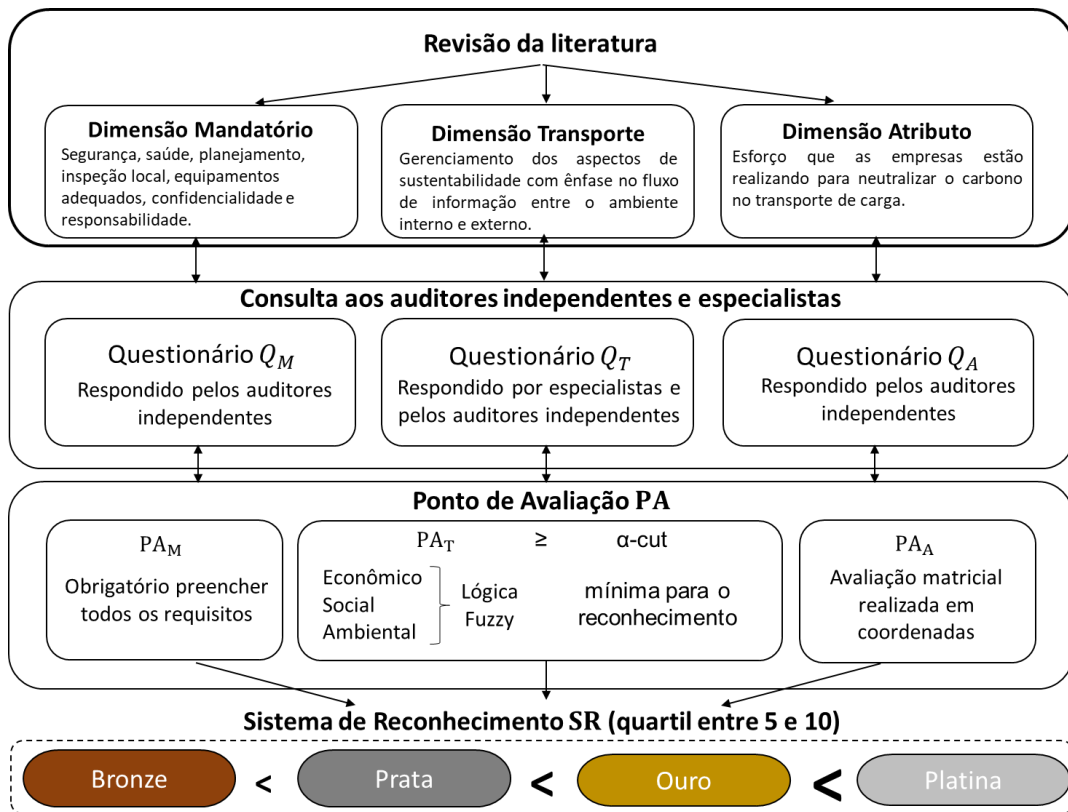 Revisão da literatura
Dimensão Mandatório
Segurança, saúde, planejamento,
inspeção local, equipamentos
adequados, confidencialidade e
responsabilidade.
Dimensão Transporte
Gerenciamento dos aspectos de
sustentabilidade com ênfase no fluxo
de informação entre o ambiente
interno e externo.
Dimensão Atributo
Esforço que as empresas estão
realizando para neutralizar o carbono
no transporte de carga.
Consulta aos auditores independentes e especialistas
Questionário Q_M
Respondido pelos auditores
independentes
Questionário Q_T
Respondido por especialistas e
pelos auditores independentes
Questionário Q_A
Respondido pelos auditores
independentes
Ponto de Avaliação PA
PA_M
Obrigatório preencher
todos os requisitos
PA_T ≥ α-cut
Econômico
Social
Ambiental
Lógica
Fuzzy
mínima para o
reconhecimento
PA_A
Avaliação matricial
realizada em
coordenadas
Sistema de Reconhecimento SR (quartil entre 5 e 10)
Bronze < Prata < Ouro < Platina